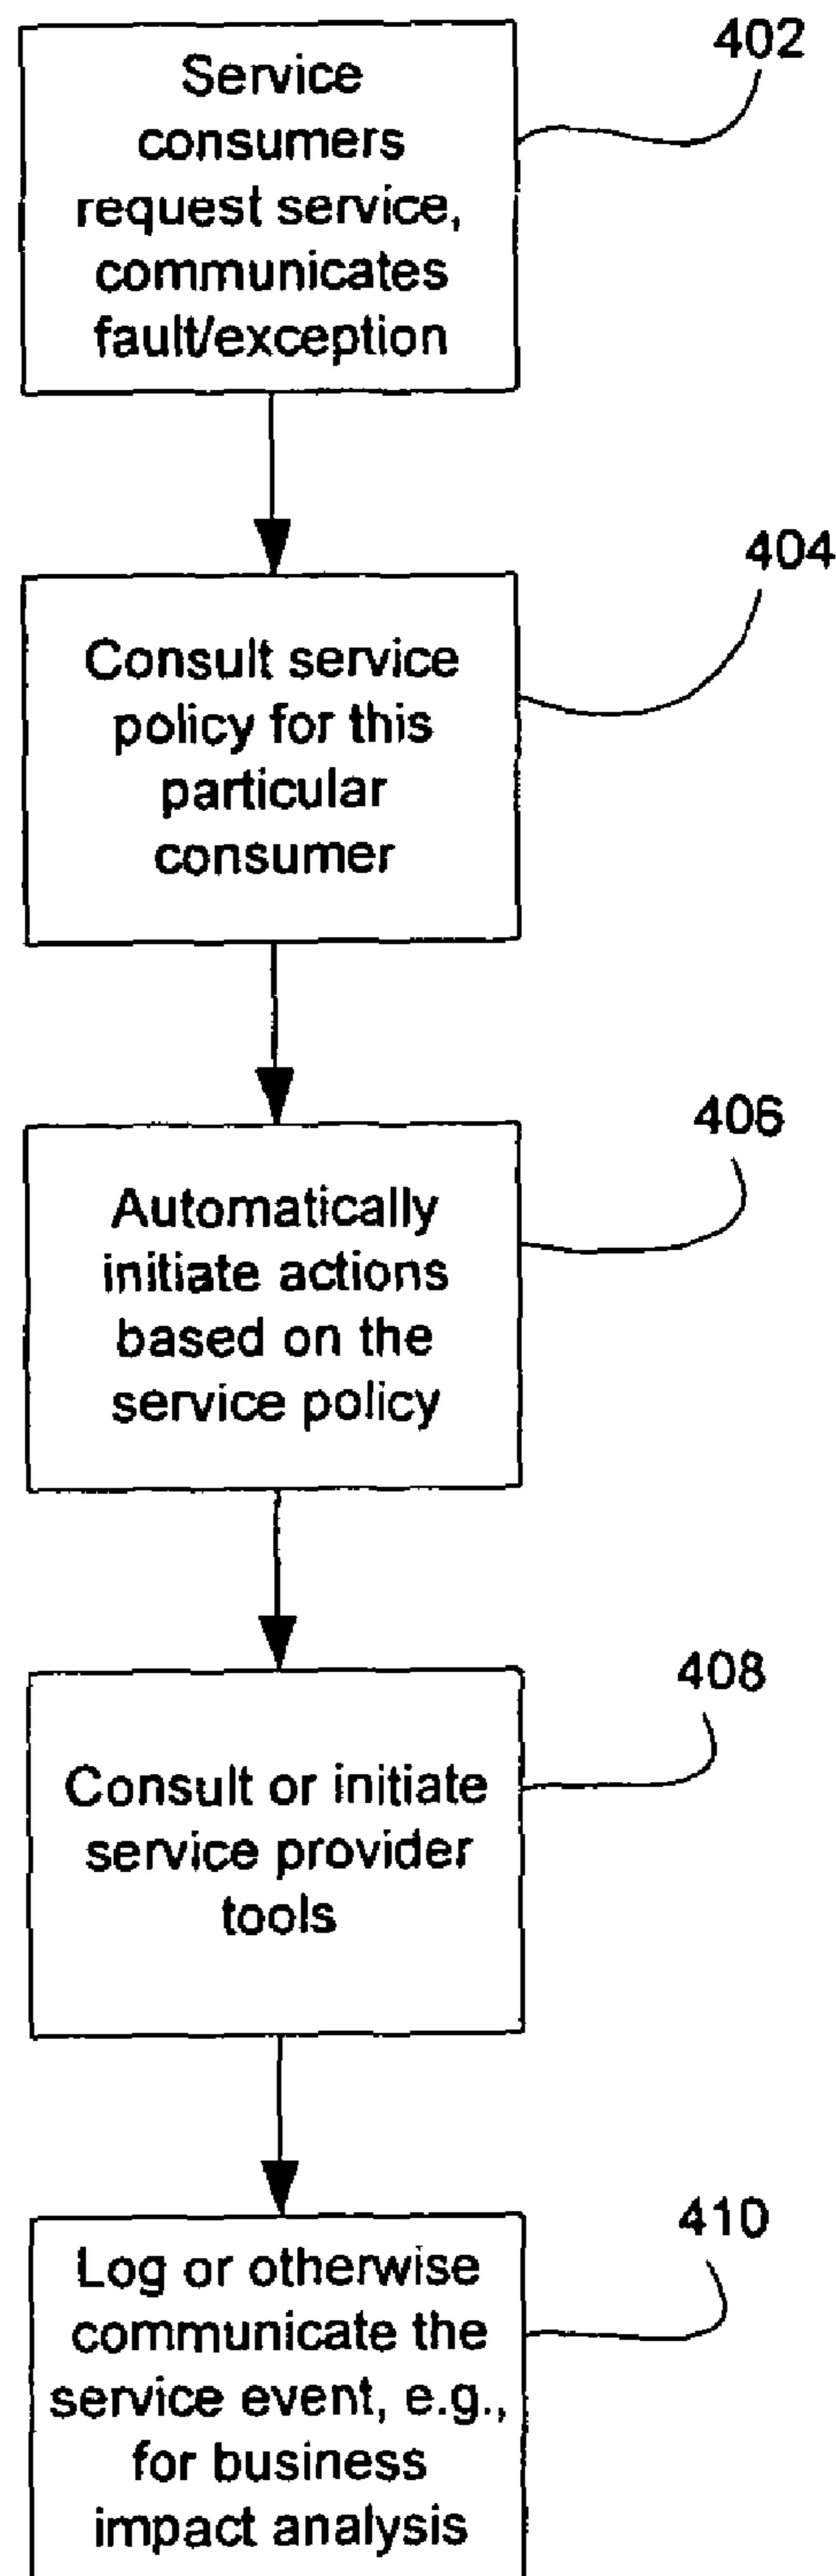 Service
consumers
request service,
communicates
fault/exception
402
Consult service
policy for this
particular
consumer
404
Automatically
initiate actions
based on the
service policy
406
Consult or initiate
service provider
tools
408
Log or otherwise
communicate the
service event, e.g.,
for business
impact analysis
410